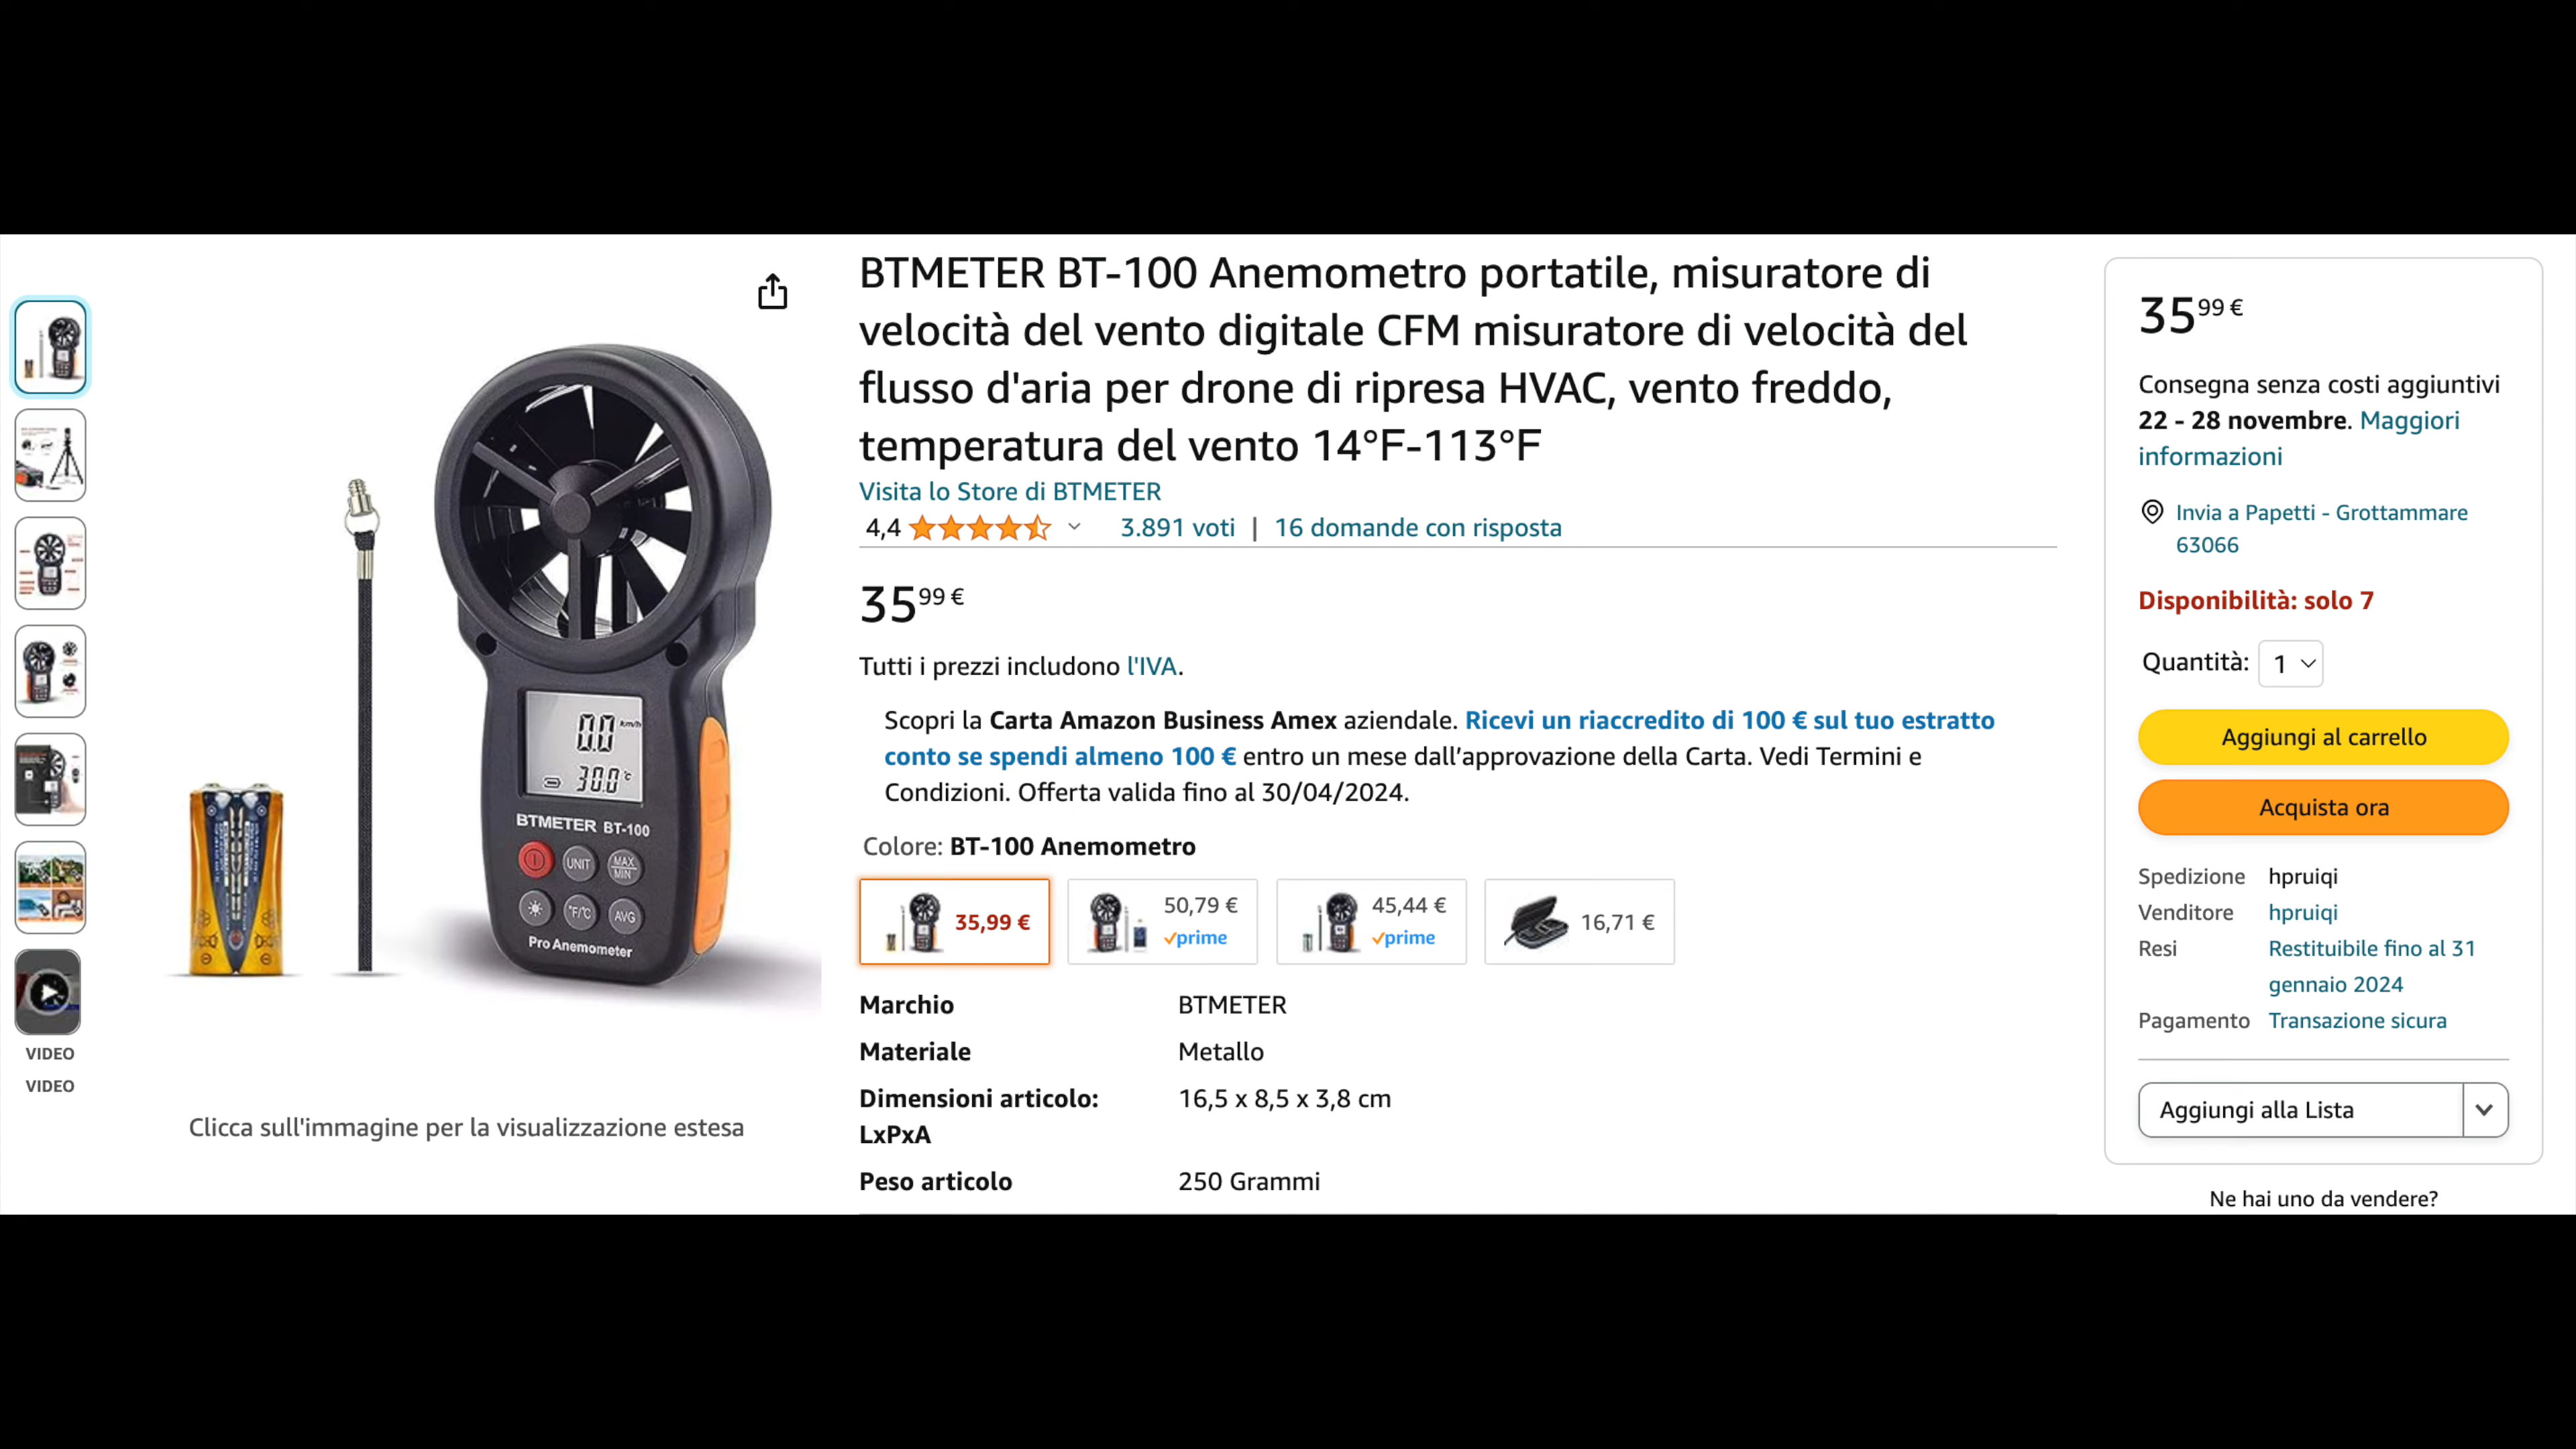 BTMETER BT-100 Anemometro portatile, misuratore di
velocità del vento digitale CFM misuratore di velocità del
flusso d'aria per drone di ripresa HVAC, vento freddo,
temperatura del vento 14°F-113°F
Visita lo Store di BTMETER
4,4
3.891 voti | 16 domande con risposta
35 99 €
Tutti i prezzi includono l'IVA.
Scopri la Carta Amazon Business Amex aziendale. Ricevi un riaccredito di 100 € sul tuo estratto
conto se spendi almeno 100 € entro un mese dall’approvazione della Carta. Vedi Termini e
Condizioni. Offerta valida fino al 30/04/2024.
Colore: BT-100 Anemometro
35,99 €
50,79 €
prime
45,44 €
prime
16,71 €
Marchio BTMETER
Materiale Metallo
Dimensioni articolo: 16,5 x 8,5 x 3,8 cm
LxPxA
Peso articolo 250 Grammi
0.0 km/h
30.0 °C
BTMETER BT-100
UNIT
MAX
MIN
°F/°C
AVG
Pro Anemometer
VIDEO
VIDEO
Clicca sull'immagine per la visualizzazione estesa
35 99 €
Consegna senza costi aggiuntivi
22 - 28 novembre. Maggiori
informazioni
Invia a Papetti - Grottammare
63066
Disponibilità: solo 7
Quantità: 1
Aggiungi al carrello
Acquista ora
Spedizione hpruiqi
Venditore hpruiqi
Resi Restituibile fino al 31
gennaio 2024
Pagamento Transazione sicura
Aggiungi alla Lista
Ne hai uno da vendere?